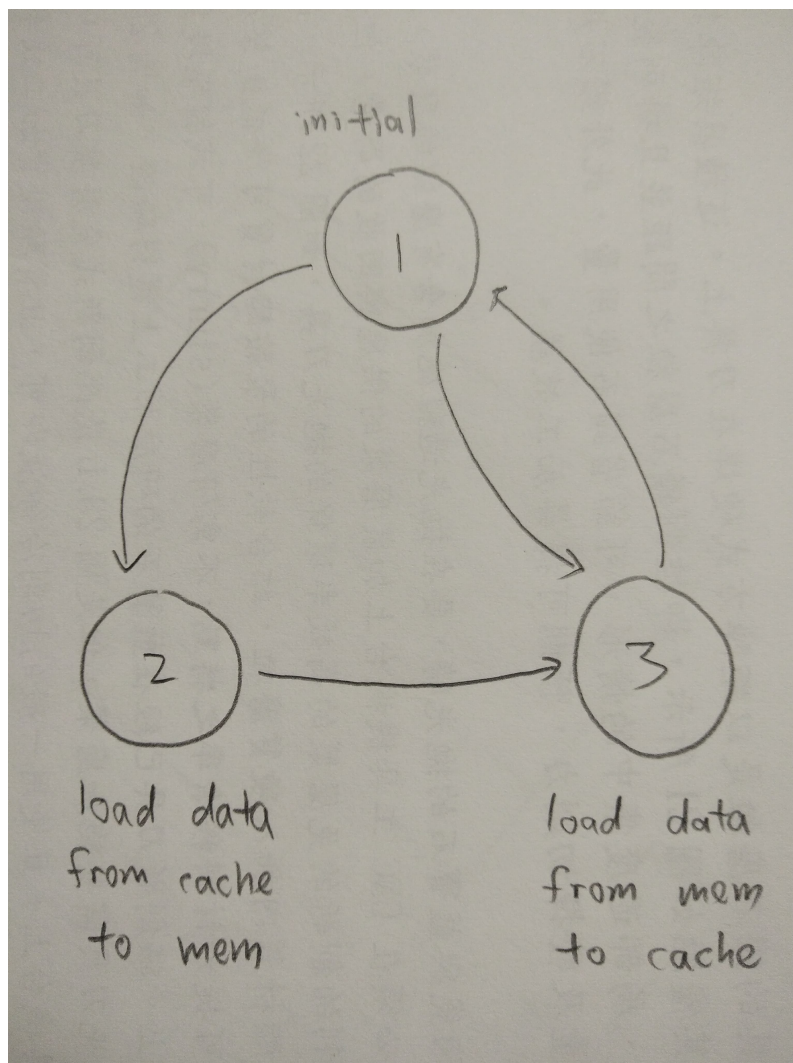 initial
1
2
3
load data
from cache
to mem
load data
from mem
to cache